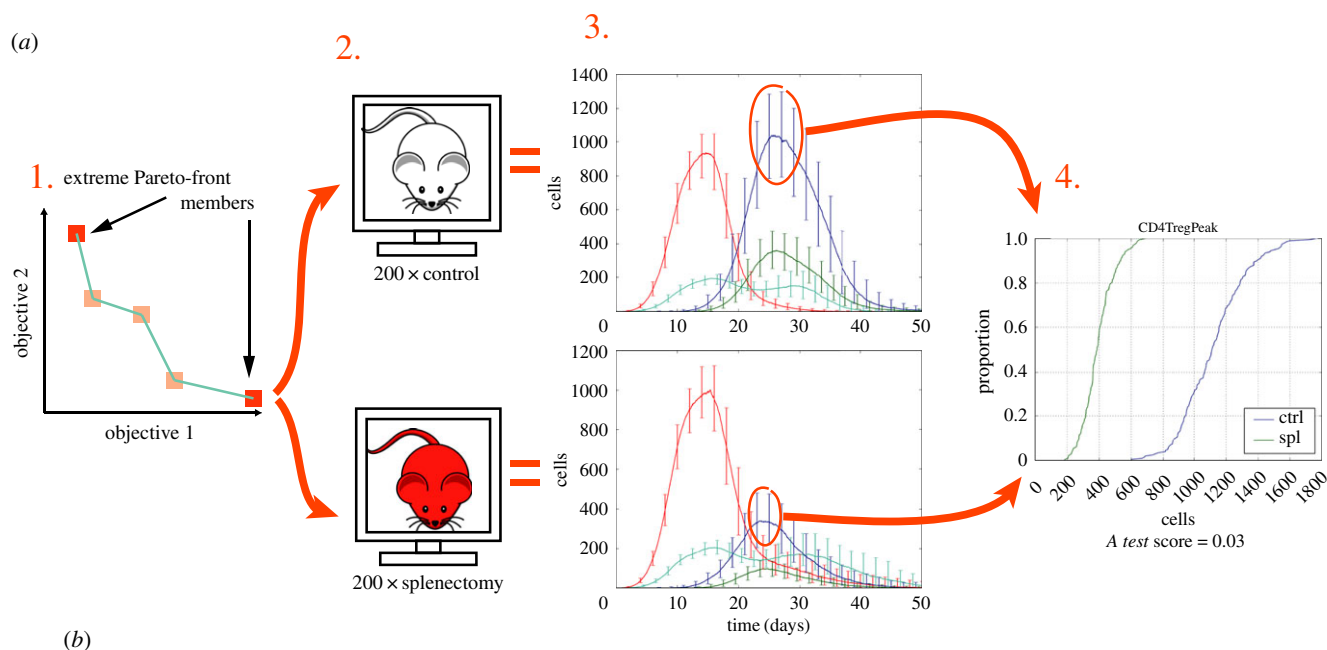 (a)
1.
extreme Pareto-front
members
objective 2
objective 1
2.
200 × control
200 × splenectomy
3.
1400
1200
1000
800
600
400
200
cells
0
10
20
30
40
50
1200
1000
800
600
400
200
cells
0
10
20
30
40
50
time (days)
4.
CD4TregPeak
1.0
0.8
0.6
0.4
0.2
0
proportion
ctrl
spl
0
200
400
600
800
1000
1200
1400
1600
1800
cells
A test score = 0.03
(b)